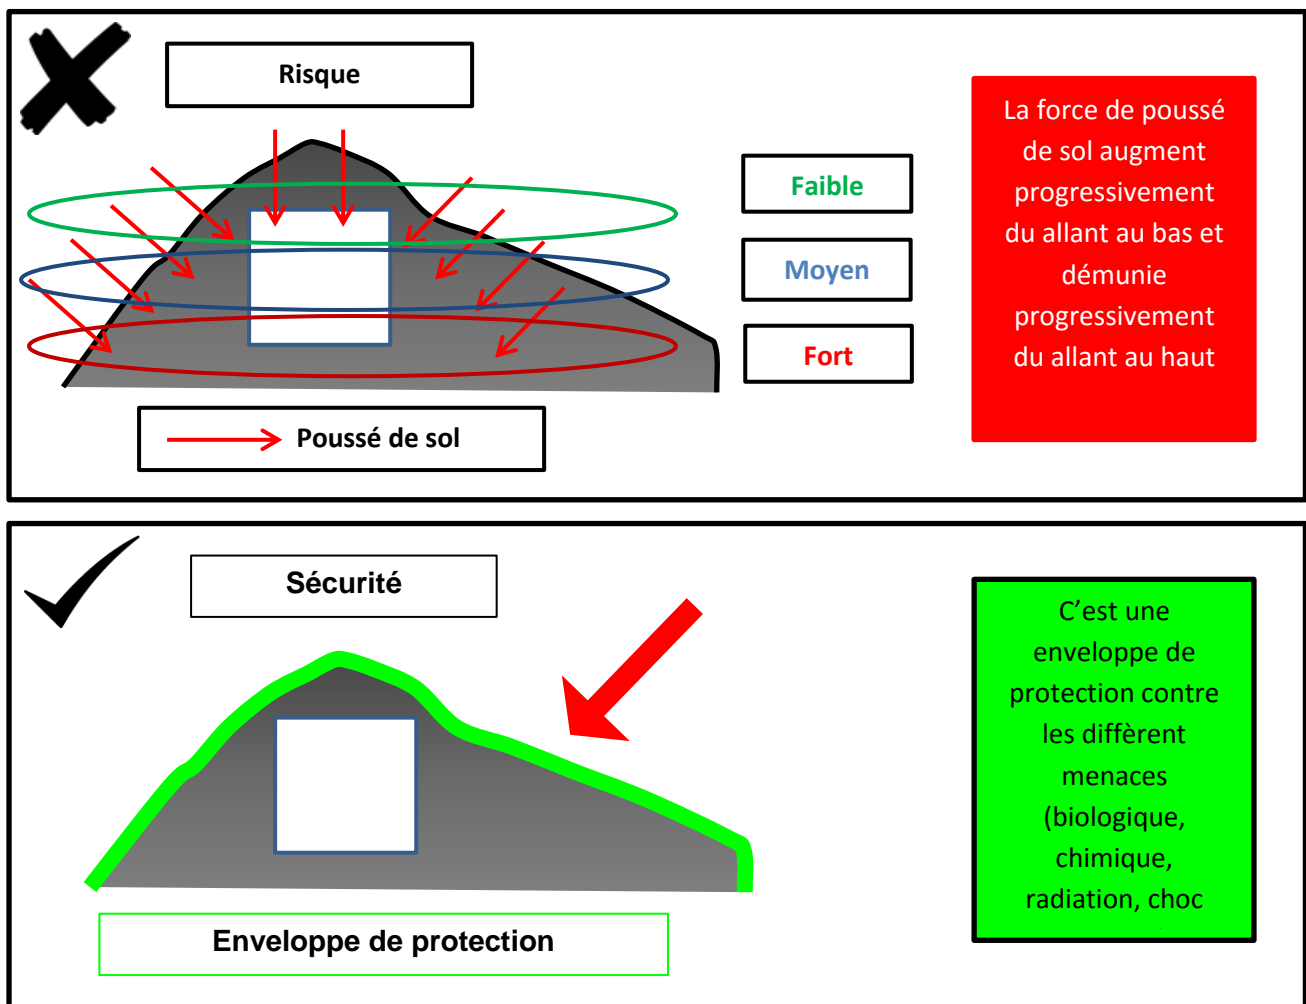 Risque
La force de poussé
de sol augment
progressivement
du allant au bas et
démunie
progressivement
du allant au haut
Faible
Moyen
Fort
Poussé de sol
Sécurité
C’est une
enveloppe de
protection contre
les diffèrent
menaces
(biologique,
chimique,
radiation, choc
Enveloppe de protection